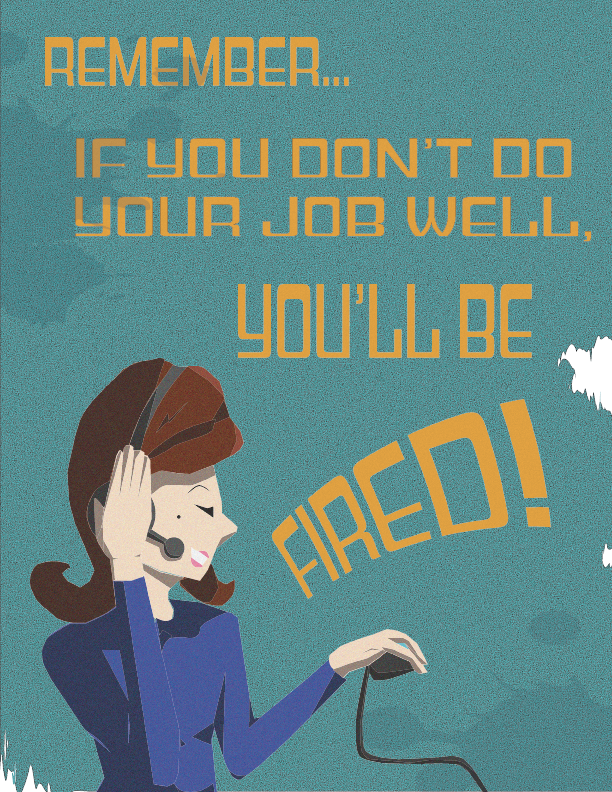 REMEMBER...
IF YOU DON'T DO
YOUR JOB WELL,
YOU'LL BE
FIRED!